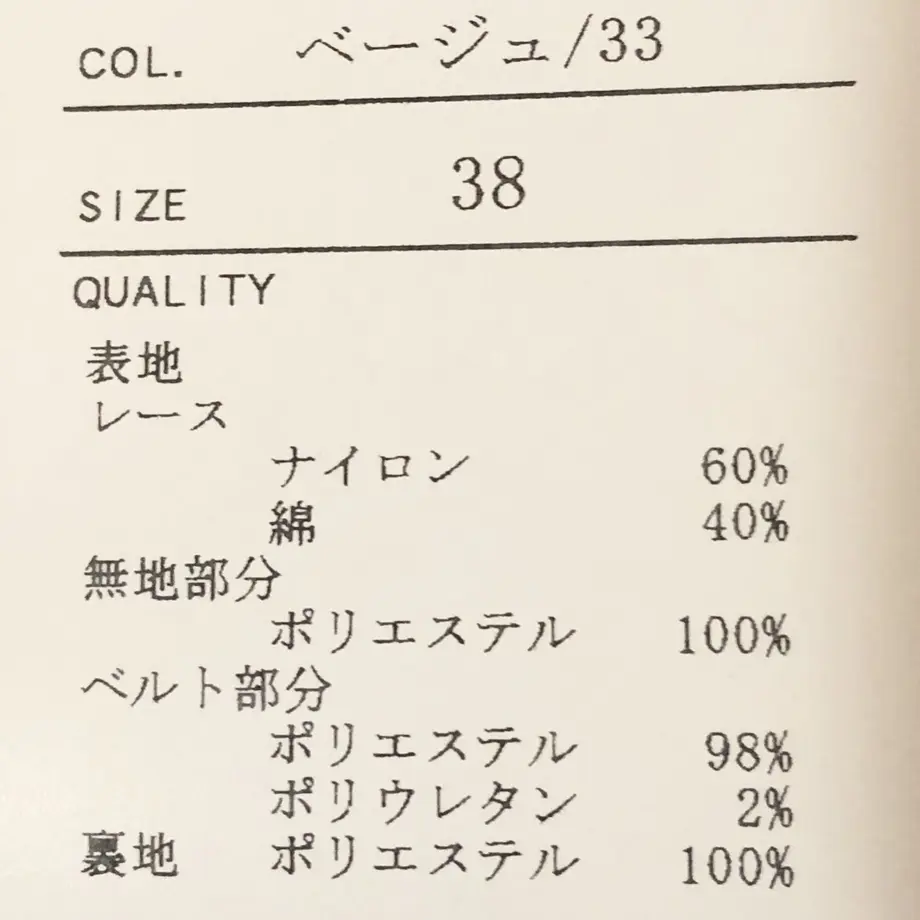 COL. ベージュ/33
SIZE 38
QUALITY
表地
レース
ナイロン 60%
綿 40%
無地部分
ポリエステル 100%
ベルト部分
ポリエステル 98%
ポリウレタン 2%
裏地 ポリエステル 100%